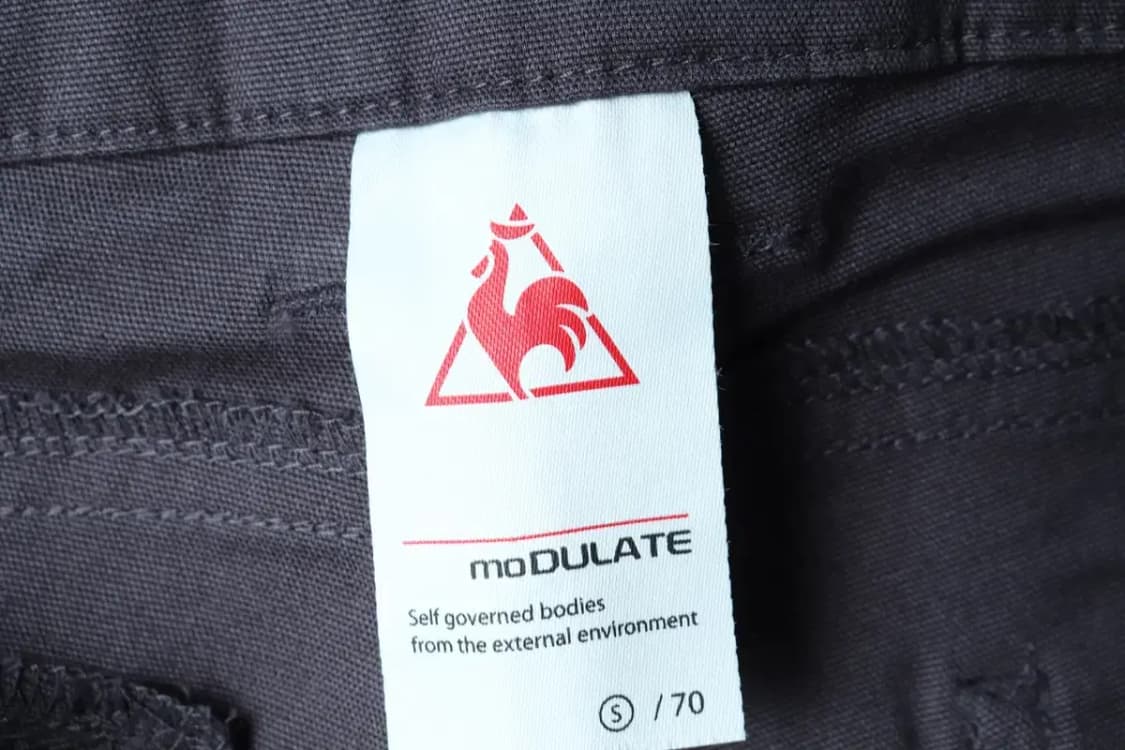 moDULATE
Self governed bodies
from the external environment
Ⓢ / 70